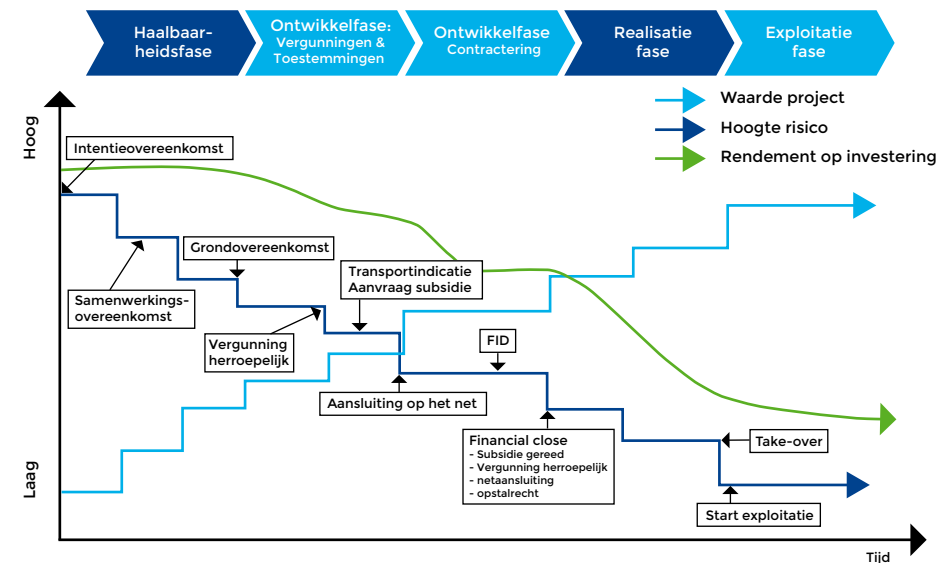 Haalbaar-
heidsfase
Ontwikkelfase:
Vergunningen &
Toestemmingen
Ontwikkelfase
Contractering
Realisatie
fase
Exploitatie
fase
Waarde project
Hoogte risico
Rendement op investering
Hoog
Laag
Intentieovereenkomst
Samenwerkings-
overeenkomst
Grondovereenkomst
Vergunning
herroepelijk
Transportindicatie
Aanvraag subsidie
Aansluiting op het net
FID
Financial close
- Subsidie gereed
- Vergunning herroepelijk
- netaansluiting
- opstalrecht
Take-over
Start exploitatie
Tijd